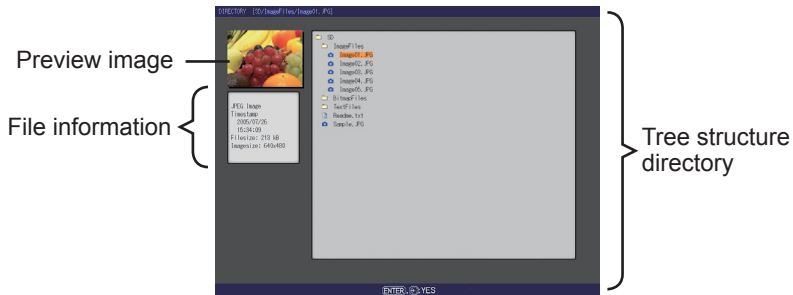 DIRECTORY [SD/ImageFiles/Image01.JPG]
Preview image
File information
JPEG Image
Timestamp
2005/07/26
15:34:09
Filesize: 213 kB
Imagesize: 640x480
SD
ImageFiles
Image01.JPG
Image02.JPG
Image03.JPG
Image04.JPG
Image05.JPG
BitmapFiles
TestFiles
Readme.txt
Sample.JPG
Tree structure
directory
ENTER, :YES